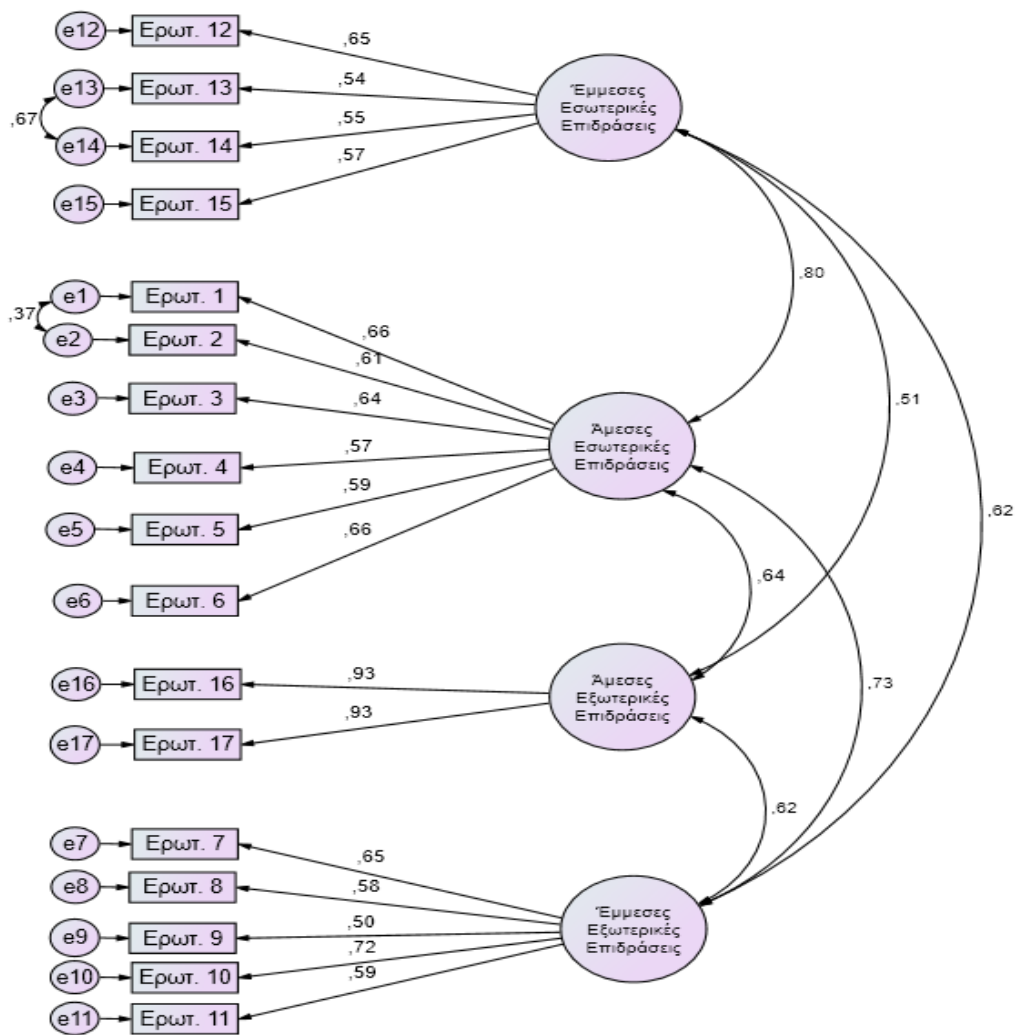 e12 Ερωτ. 12 ,65
e13 Ερωτ. 13 ,54
,67
e14 Ερωτ. 14 ,55
e15 Ερωτ. 15 ,57
Έμμεσες
Εσωτερικές
Επιδράσεις
,80
,51
,62
e1 Ερωτ. 1 ,66
,37
e2 Ερωτ. 2 ,61
e3 Ερωτ. 3 ,64
e4 Ερωτ. 4 ,57
e5 Ερωτ. 5 ,59
e6 Ερωτ. 6 ,66
Άμεσες
Εσωτερικές
Επιδράσεις
,64
,73
e16 Ερωτ. 16 ,93
e17 Ερωτ. 17 ,93
Άμεσες
Εξωτερικές
Επιδράσεις
,62
e7 Ερωτ. 7 ,65
e8 Ερωτ. 8 ,58
e9 Ερωτ. 9 ,50
e10 Ερωτ. 10 ,72
e11 Ερωτ. 11 ,59
Έμμεσες
Εξωτερικές
Επιδράσεις